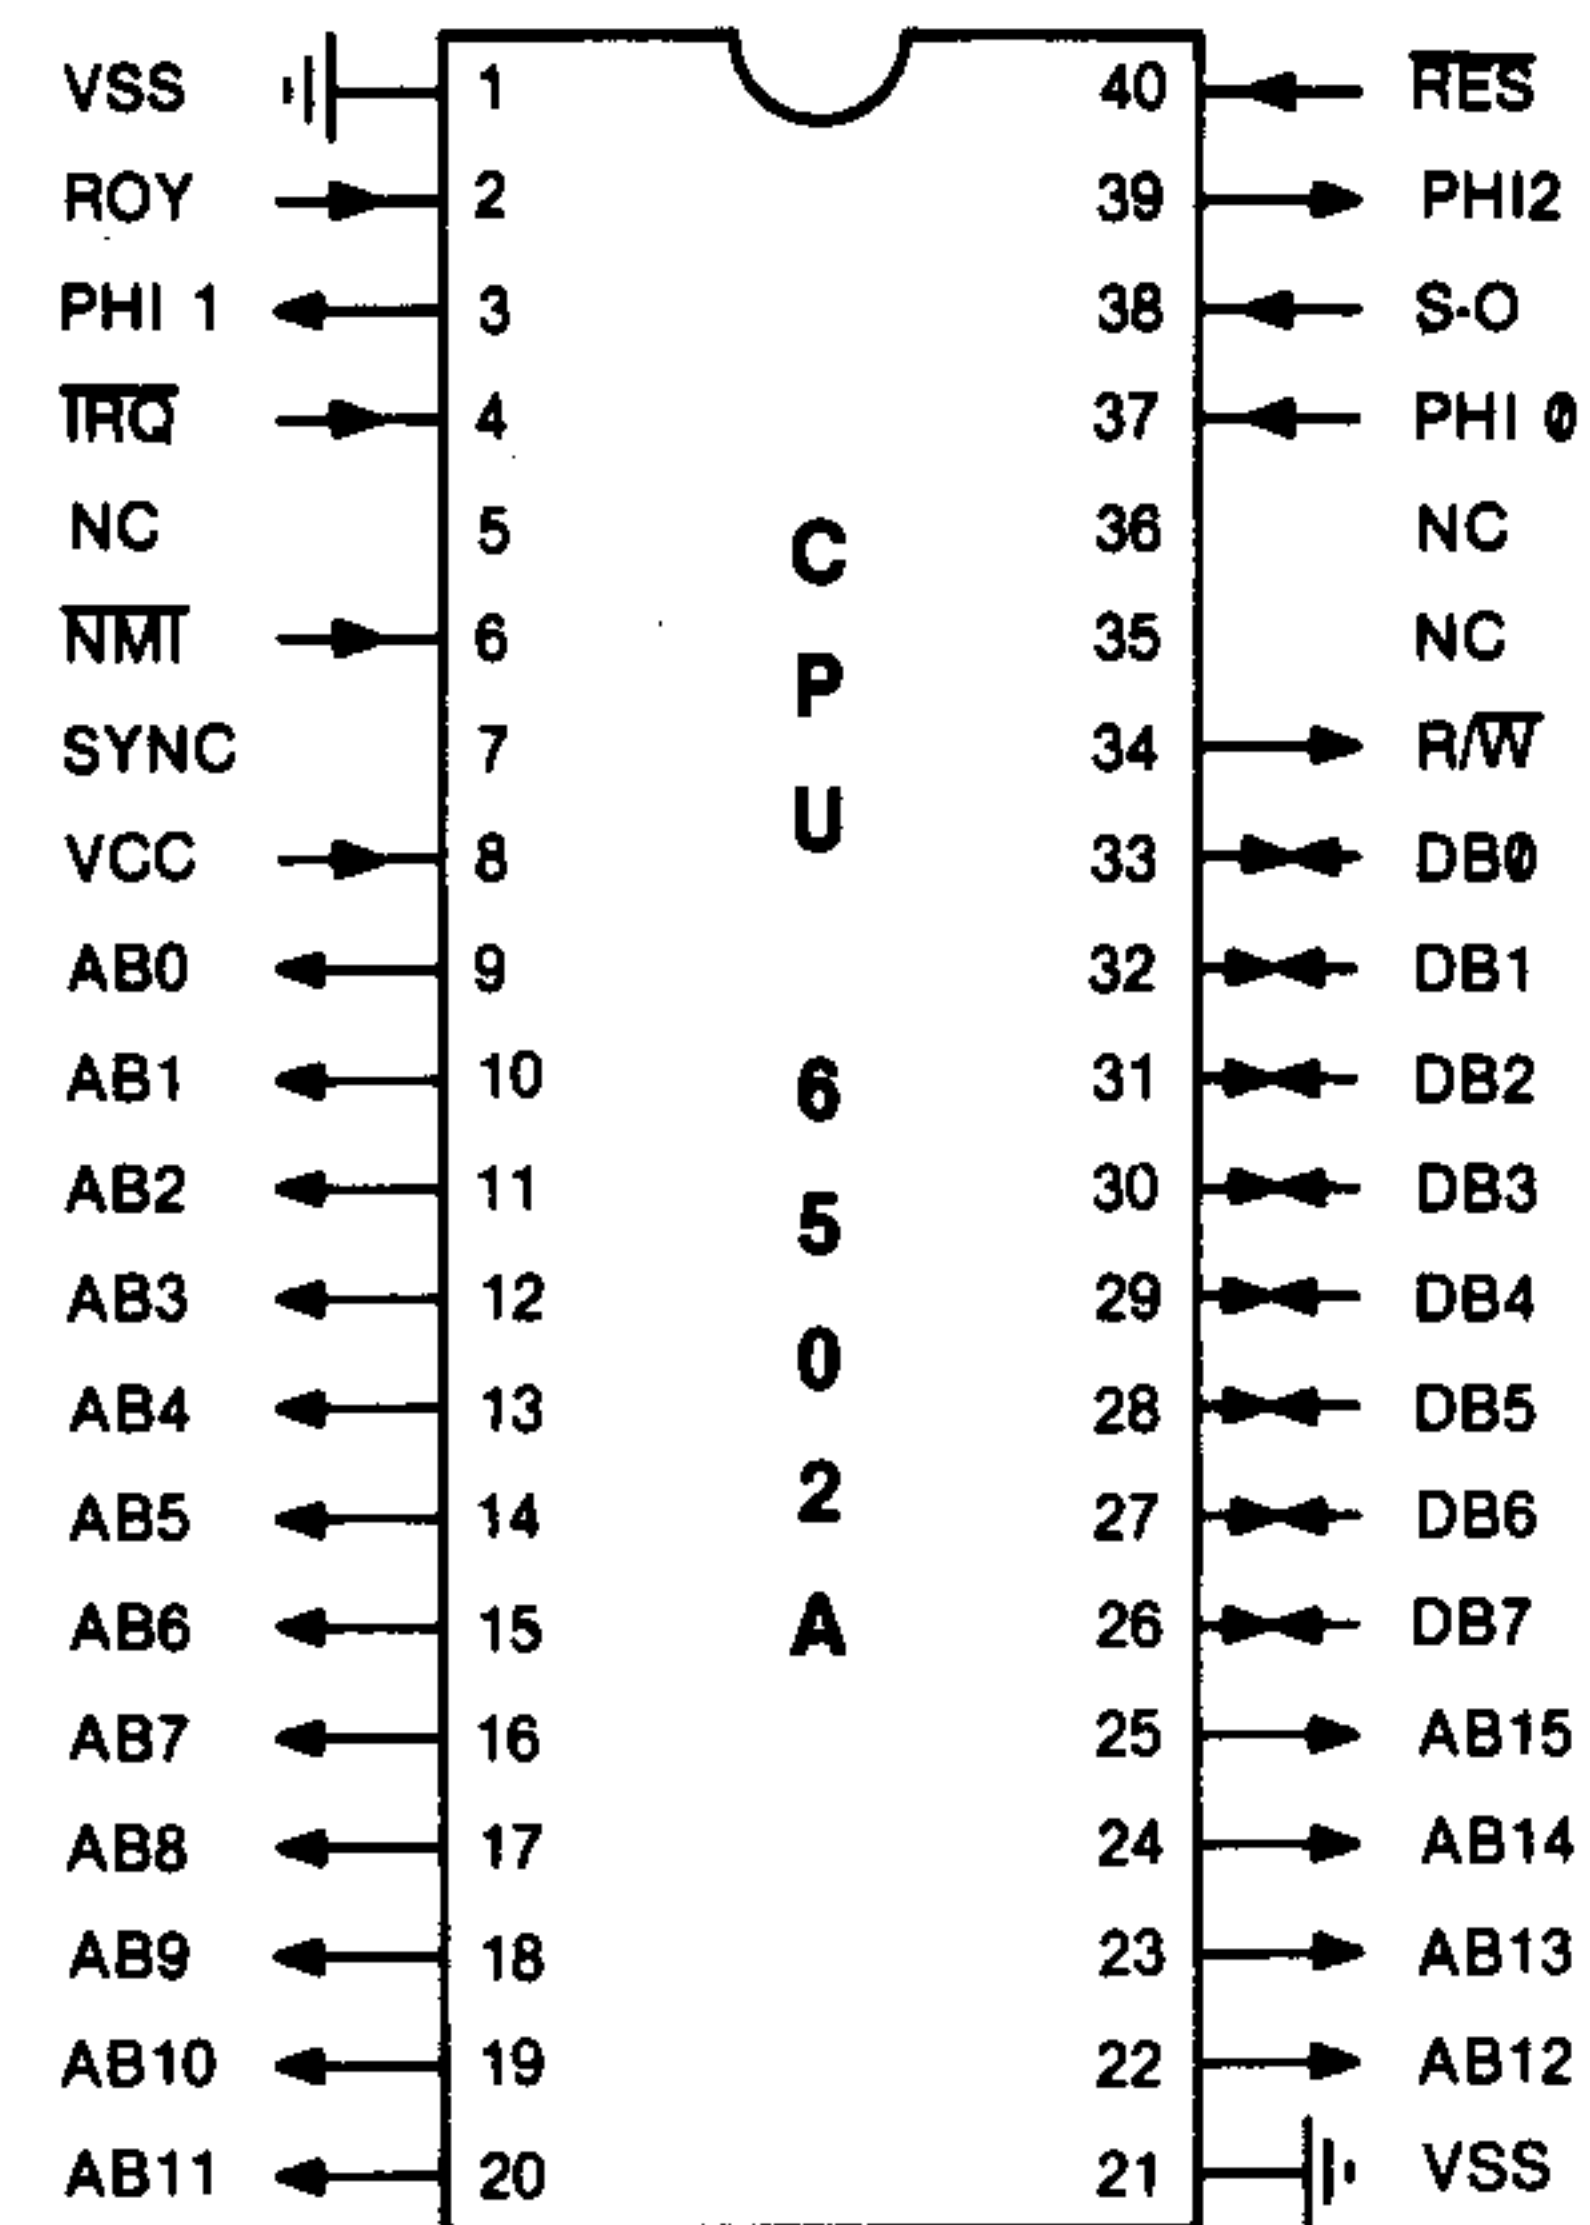 VSS 1 40 RES
ROY 2 39 PHI2
PHI 1 3 38 S-O
IRQ 4 37 PHI 0
NC 5 36 NC
C
NMI 6 35 NC
P
SYNC 7 34 R/W
U
VCC 8 33 DB0
AB0 9 32 DB1
AB1 10 31 DB2
6
AB2 11 30 DB3
5
AB3 12 29 DB4
0
AB4 13 28 DB5
2
AB5 14 27 DB6
AB6 15 26 DB7
A
AB7 16 25 AB15
AB8 17 24 AB14
AB9 18 23 AB13
AB10 19 22 AB12
AB11 20 21 VSS